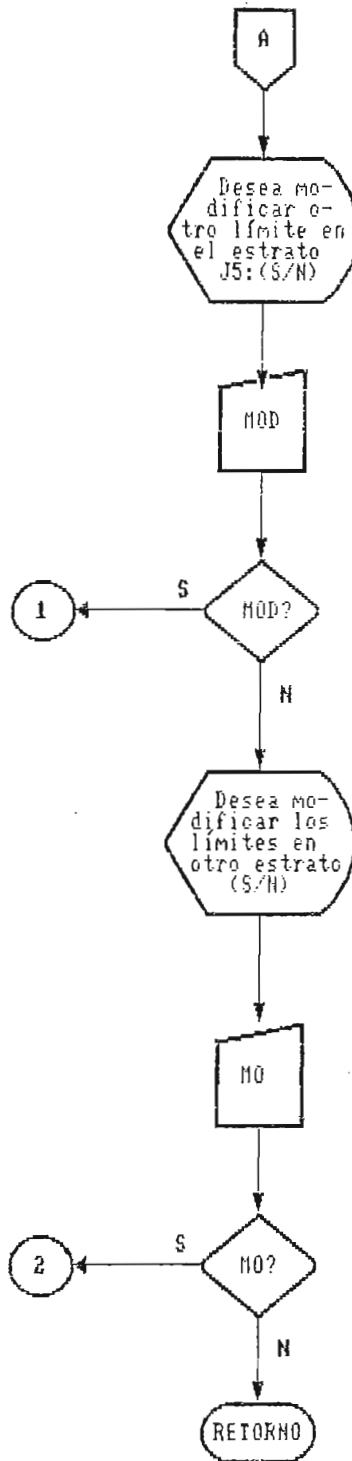 A
Desea mo-
dificar o-
tro límite en
el estrato
J5:(S/N)
MOD
MOD?
S
1
N
Desea mo-
dificar los
límites en
otro estrato
(S/N)
MO
MO?
S
2
N
RETORNO